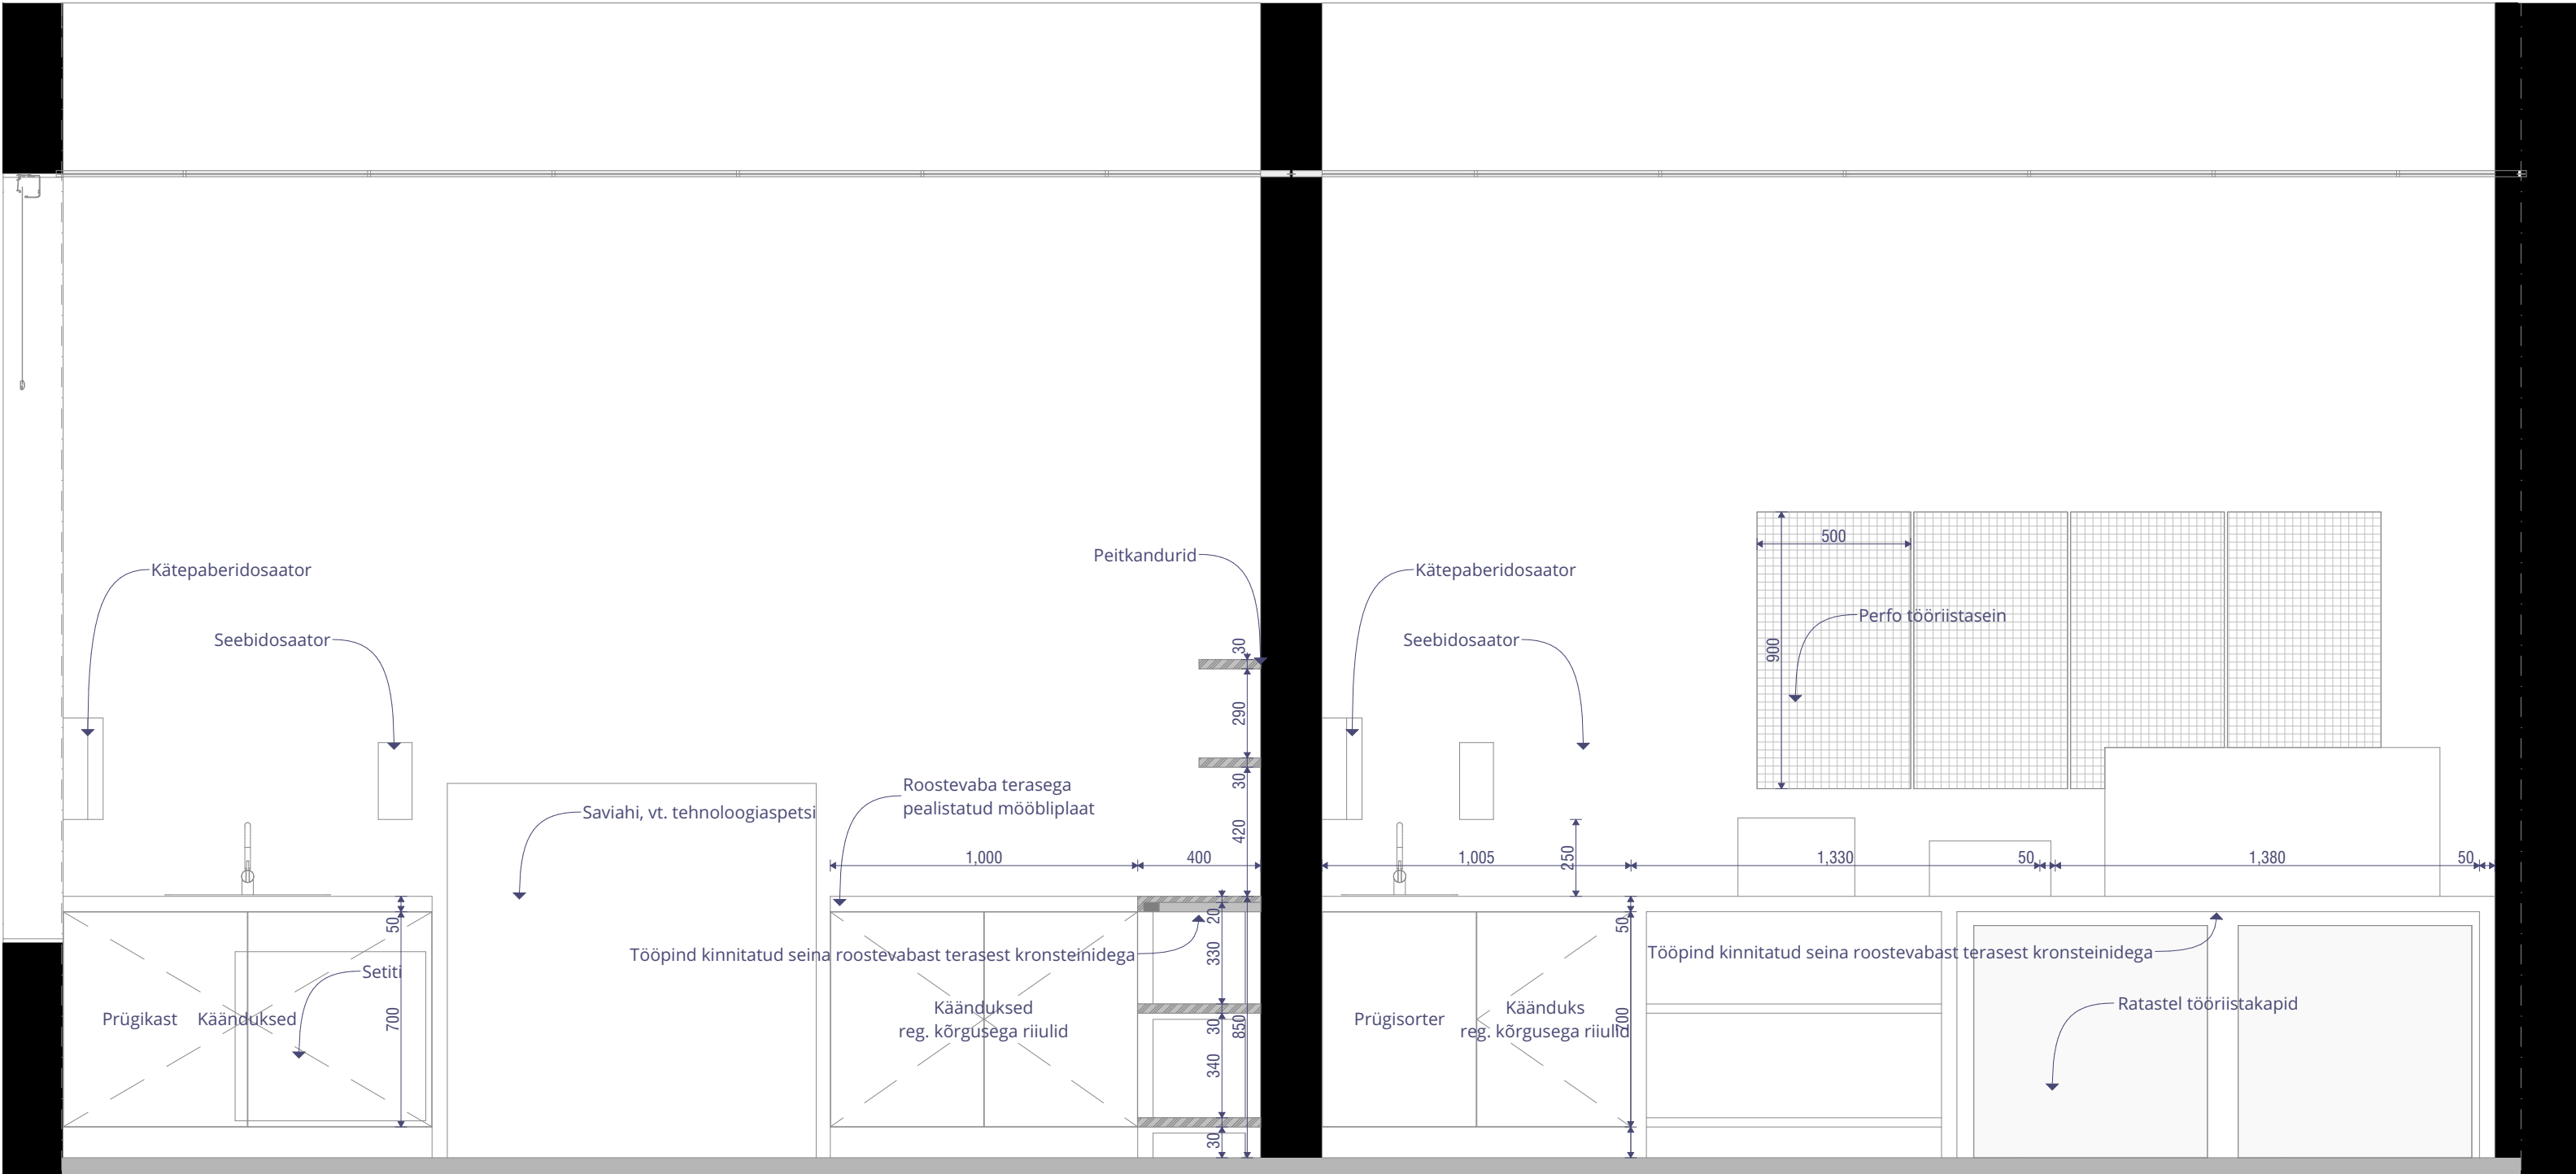 500
Peitkandurid
Kätepaberidosaator
Kätepaberidosaator
Perfo tööriistasein
Seebidosaator
30
Seebidosaator
900
290
Roostevaba terasega
pealistatud mööbliplaat
30
Saviahi, vt. tehnoloogiaspetsi
420
1,000
400
1,005
250
1,330
50
1,380
50
50
20
50
Tööpind kinnitatud seina roostevabast terasest kronsteinidega
330
Tööpind kinnitatud seina roostevabast terasest kronsteinidega
Setiti
Ratastel tööriistakapid
Prügikast
Käänduksed
700
Käänduksed
reg. kõrgusega riiulid
30
850
Prügisorter
Käänduks
reg. kõrgusega riiulid
700
340
30